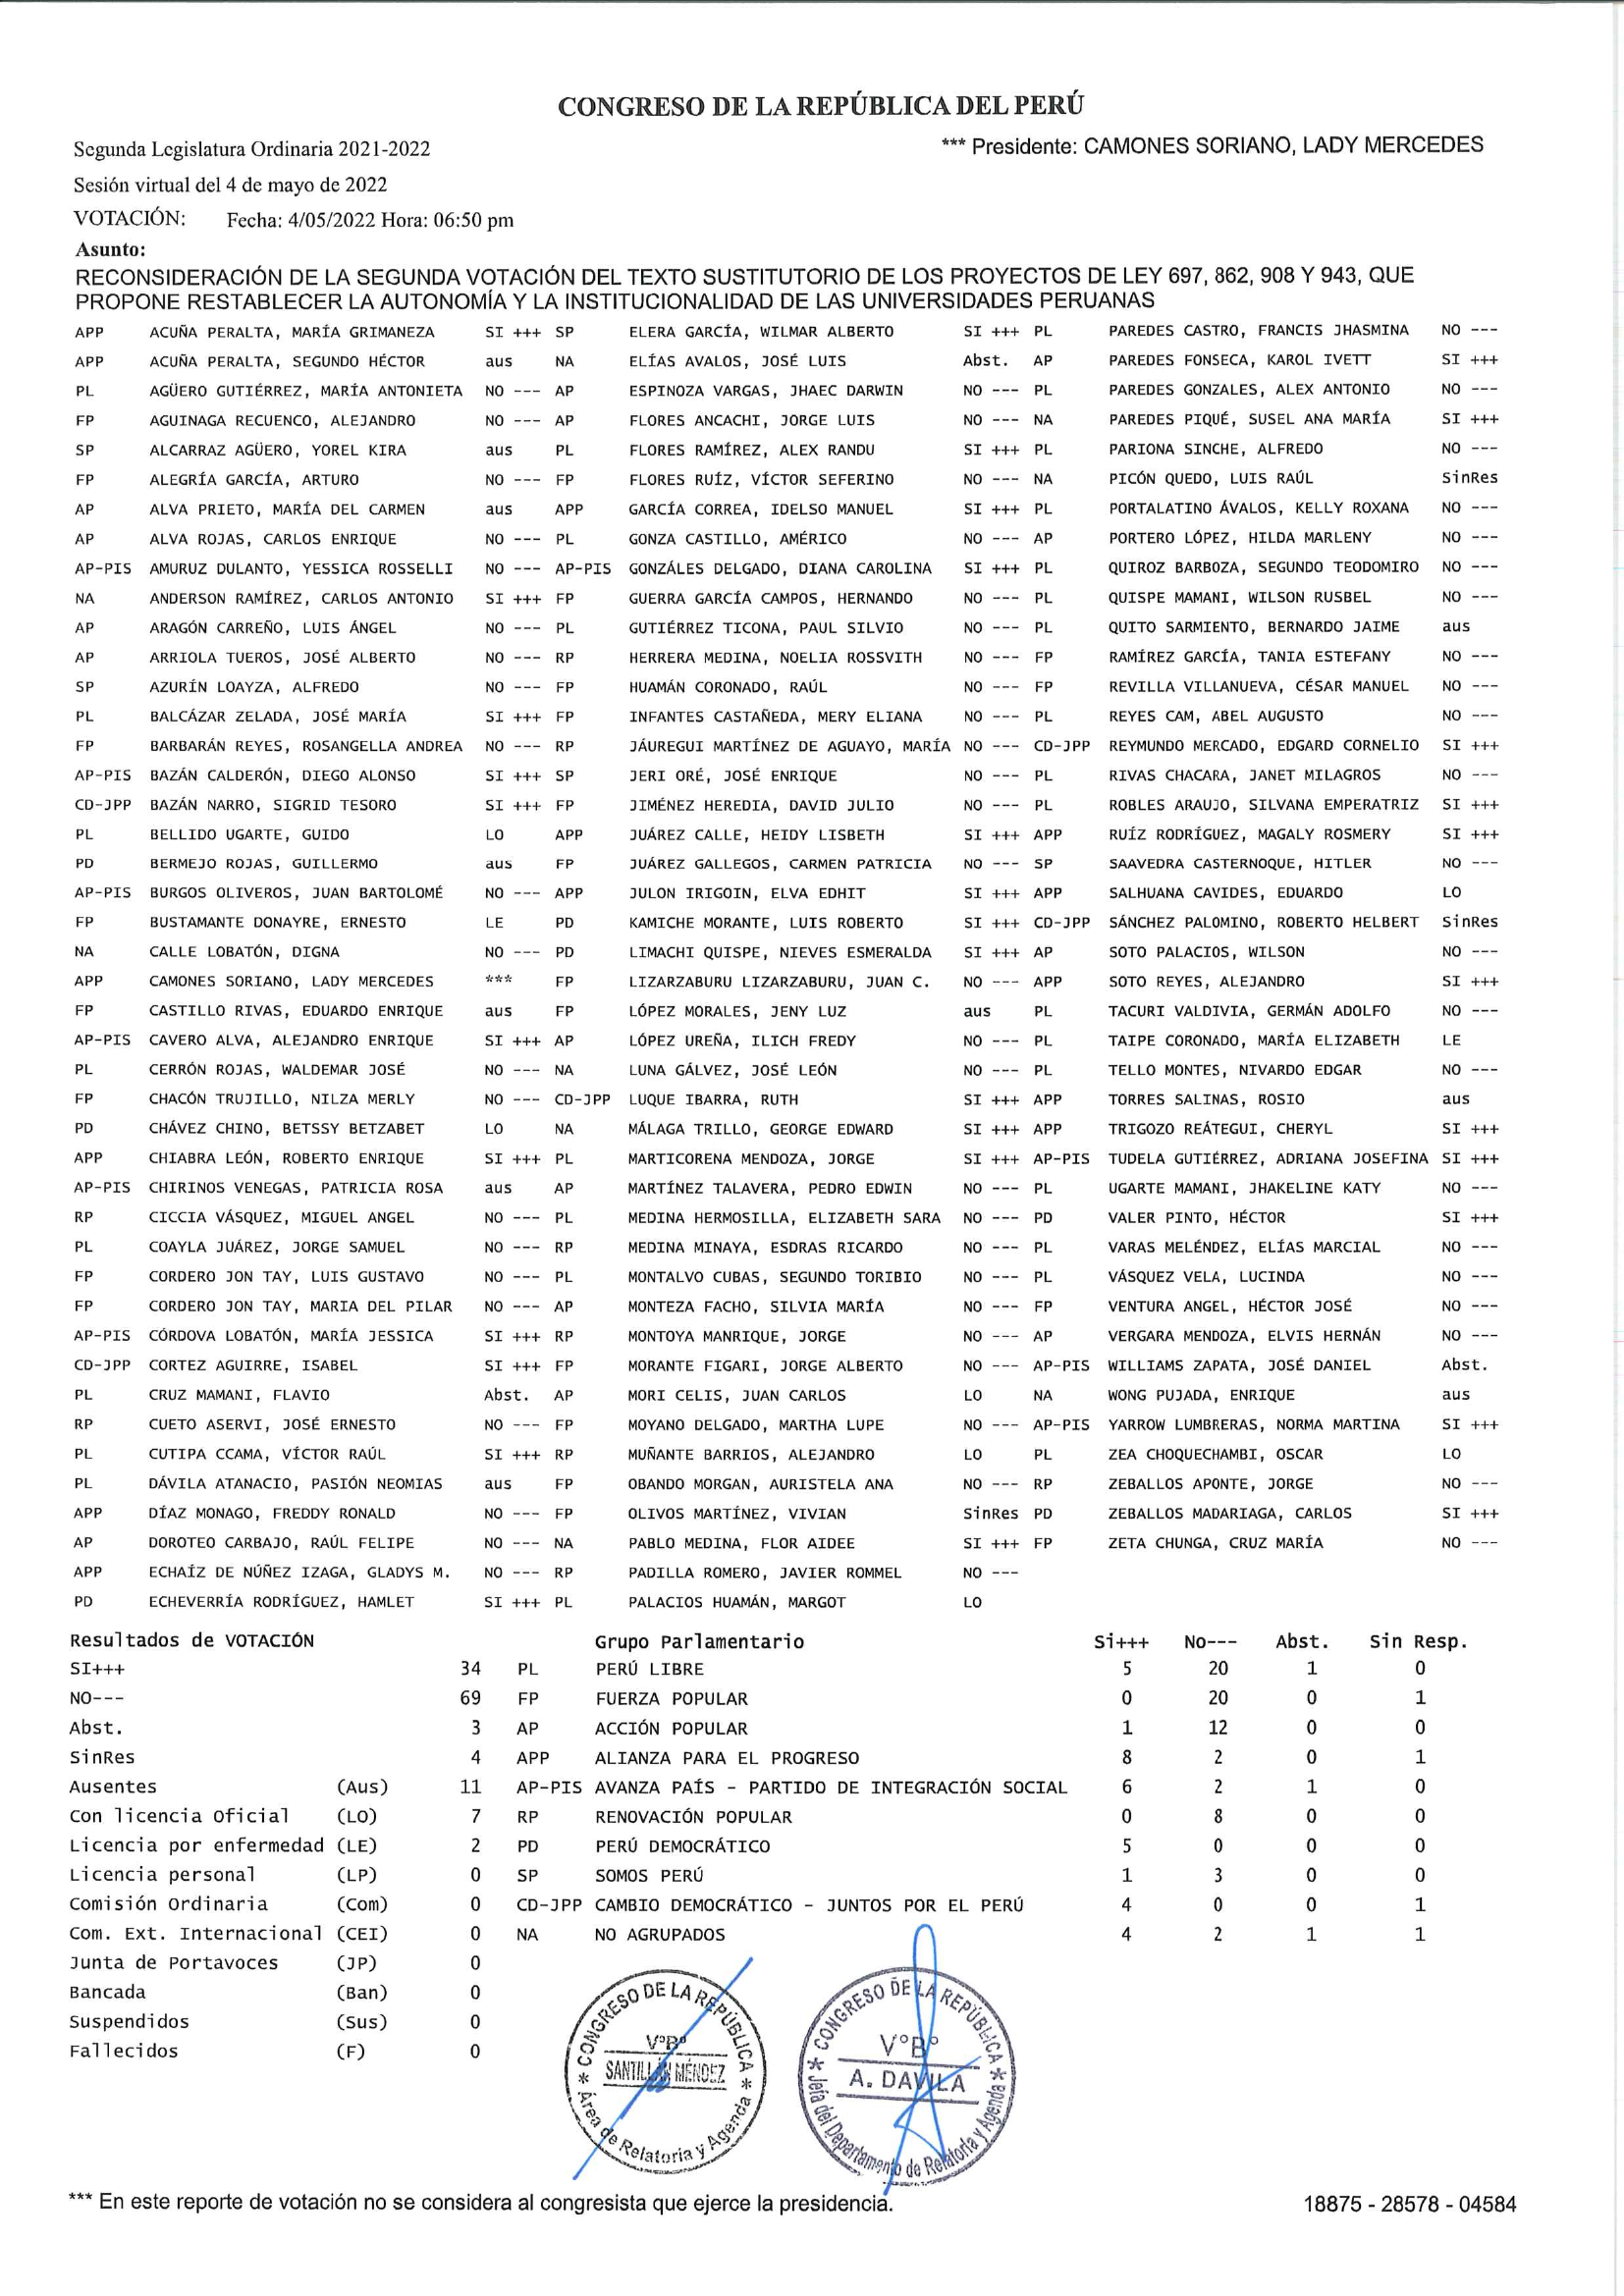 CONGRESO DE LA REPÚBLICA DEL PERÚ
Segunda Legislatura Ordinaria 2021-2022 *** Presidente: CAMONES SORIANO, LADY MERCEDES
Sesión virtual del 4 de mayo de 2022
VOTACIÓN: Fecha: 4/05/2022 Hora: 06:50 pm
Asunto:
RECONSIDERACIÓN DE LA SEGUNDA VOTACIÓN DEL TEXTO SUSTITUTORIO DE LOS PROYECTOS DE LEY 697, 862, 908 Y 943, QUE
PROPONE RESTABLECER LA AUTONOMÍA Y LA INSTITUCIONALIDAD DE LAS UNIVERSIDADES PERUANAS
APP ACUÑA PERALTA, MARÍA GRIMANEZA SI +++ SP ELERA GARCÍA, WILMAR ALBERTO SI +++ PL PAREDES CASTRO, FRANCIS JHASMINA NO ---
APP ACUÑA PERALTA, SEGUNDO HÉCTOR aus NA ELÍAS AVALOS, JOSÉ LUIS Abst. AP PAREDES FONSECA, KAROL IVETT SI +++
PL AGÜERO GUTIÉRREZ, MARÍA ANTONIETA NO --- AP ESPINOZA VARGAS, JHAEC DARWIN NO --- PL PAREDES GONZALES, ALEX ANTONIO NO ---
FP AGUINAGA RECUENCO, ALEJANDRO NO --- AP FLORES ANCACHI, JORGE LUIS NO --- NA PAREDES PIQUÉ, SUSEL ANA MARÍA SI +++
SP ALCARRAZ AGÜERO, YOREL KIRA aus PL FLORES RAMÍREZ, ALEX RANDU SI +++ PL PARIONA SINCHE, ALFREDO NO ---
FP ALEGRÍA GARCÍA, ARTURO NO --- FP FLORES RUÍZ, VÍCTOR SEFERINO NO --- NA PICÓN QUEDO, LUIS RAÚL SinRes
AP ALVA PRIETO, MARÍA DEL CARMEN aus APP GARCÍA CORREA, IDELSO MANUEL SI +++ PL PORTALATINO ÁVALOS, KELLY ROXANA NO ---
AP ALVA ROJAS, CARLOS ENRIQUE NO --- PL GONZA CASTILLO, AMÉRICO NO --- AP PORTERO LÓPEZ, HILDA MARLENY NO ---
AP-PIS AMURUZ DULANTO, YESSICA ROSSELLI NO --- AP-PIS GONZÁLES DELGADO, DIANA CAROLINA SI +++ PL QUIROZ BARBOZA, SEGUNDO TEODOMIRO NO ---
NA ANDERSON RAMÍREZ, CARLOS ANTONIO SI +++ FP GUERRA GARCÍA CAMPOS, HERNANDO NO --- PL QUISPE MAMANI, WILSON RUSBEL NO ---
AP ARAGÓN CARREÑO, LUIS ÁNGEL NO --- PL GUTIÉRREZ TICONA, PAUL SILVIO NO --- PL QUITO SARMIENTO, BERNARDO JAIME aus
AP ARRIOLA TUEROS, JOSÉ ALBERTO NO --- RP HERRERA MEDINA, NOELIA ROSSVITH NO --- FP RAMÍREZ GARCÍA, TANIA ESTEFANY NO ---
SP AZURÍN LOAYZA, ALFREDO NO --- FP HUAMÁN CORONADO, RAÚL NO --- FP REVILLA VILLANUEVA, CÉSAR MANUEL NO ---
PL BALCÁZAR ZELADA, JOSÉ MARÍA SI +++ FP INFANTES CASTAÑEDA, MERY ELIANA NO --- PL REYES CAM, ABEL AUGUSTO NO ---
FP BARBARÁN REYES, ROSANGELLA ANDREA NO --- RP JÁUREGUI MARTÍNEZ DE AGUAYO, MARÍA NO --- CD-JPP REYMUNDO MERCADO, EDGARD CORNELIO SI +++
AP-PIS BAZÁN CALDERÓN, DIEGO ALONSO SI +++ SP JERI ORÉ, JOSÉ ENRIQUE NO --- PL RIVAS CHACARA, JANET MILAGROS NO ---
CD-JPP BAZÁN NARRO, SIGRID TESORO SI +++ FP JIMÉNEZ HEREDIA, DAVID JULIO NO --- PL ROBLES ARAUJO, SILVANA EMPERATRIZ SI +++
PL BELLIDO UGARTE, GUIDO LO APP JUÁREZ CALLE, HEIDY LISBETH SI +++ APP RUÍZ RODRÍGUEZ, MAGALY ROSMERY SI +++
PD BERMEJO ROJAS, GUILLERMO aus FP JUÁREZ GALLEGOS, CARMEN PATRICIA NO --- SP SAAVEDRA CASTERNOQUE, HITLER NO ---
AP-PIS BURGOS OLIVEROS, JUAN BARTOLOMÉ NO --- APP JULON IRIGOIN, ELVA EDHIT SI +++ APP SALHUANA CAVIDES, EDUARDO LO
FP BUSTAMANTE DONAYRE, ERNESTO LE PD KAMICHE MORANTE, LUIS ROBERTO SI +++ CD-JPP SÁNCHEZ PALOMINO, ROBERTO HELBERT SinRes
NA CALLE LOBATÓN, DIGNA NO --- PD LIMACHI QUISPE, NIEVES ESMERALDA SI +++ AP SOTO PALACIOS, WILSON NO ---
APP CAMONES SORIANO, LADY MERCEDES *** FP LIZARZABURU LIZARZABURU, JUAN C. NO --- APP SOTO REYES, ALEJANDRO SI +++
FP CASTILLO RIVAS, EDUARDO ENRIQUE aus FP LÓPEZ MORALES, JENY LUZ aus PL TACURI VALDIVIA, GERMÁN ADOLFO NO ---
AP-PIS CAVERO ALVA, ALEJANDRO ENRIQUE SI +++ AP LÓPEZ UREÑA, ILICH FREDY NO --- PL TAIPE CORONADO, MARÍA ELIZABETH LE
PL CERRÓN ROJAS, WALDEMAR JOSÉ NO --- NA LUNA GÁLVEZ, JOSÉ LEÓN NO --- PL TELLO MONTES, NIVARDO EDGAR NO ---
FP CHACÓN TRUJILLO, NILZA MERLY NO --- CD-JPP LUQUE IBARRA, RUTH SI +++ APP TORRES SALINAS, ROSIO aus
PD CHÁVEZ CHINO, BETSSY BETZABET LO NA MÁLAGA TRILLO, GEORGE EDWARD SI +++ APP TRIGOZO REÁTEGUI, CHERYL SI +++
APP CHIABRA LEÓN, ROBERTO ENRIQUE SI +++ PL MARTICORENA MENDOZA, JORGE SI +++ AP-PIS TUDELA GUTIÉRREZ, ADRIANA JOSEFINA SI +++
AP-PIS CHIRINOS VENEGAS, PATRICIA ROSA aus AP MARTÍNEZ TALAVERA, PEDRO EDWIN NO --- PL UGARTE MAMANI, JHAKELINE KATY NO ---
RP CICCIA VÁSQUEZ, MIGUEL ANGEL NO --- PL MEDINA HERMOSILLA, ELIZABETH SARA NO --- PD VALER PINTO, HÉCTOR SI +++
PL COAYLA JUÁREZ, JORGE SAMUEL NO --- RP MEDINA MINAYA, ESDRAS RICARDO NO --- PL VARAS MELÉNDEZ, ELÍAS MARCIAL NO ---
FP CORDERO JON TAY, LUIS GUSTAVO NO --- PL MONTALVO CUBAS, SEGUNDO TORIBIO NO --- PL VÁSQUEZ VELA, LUCINDA NO ---
FP CORDERO JON TAY, MARIA DEL PILAR NO --- AP MONTEZA FACHO, SILVIA MARÍA NO --- FP VENTURA ANGEL, HÉCTOR JOSÉ NO ---
AP-PIS CÓRDOVA LOBATÓN, MARÍA JESSICA SI +++ RP MONTOYA MANRIQUE, JORGE NO --- AP VERGARA MENDOZA, ELVIS HERNÁN NO ---
CD-JPP CORTEZ AGUIRRE, ISABEL SI +++ FP MORANTE FIGARI, JORGE ALBERTO NO --- AP-PIS WILLIAMS ZAPATA, JOSÉ DANIEL Abst.
PL CRUZ MAMANI, FLAVIO Abst. AP MORI CELIS, JUAN CARLOS LO NA WONG PUJADA, ENRIQUE aus
RP CUETO ASERVI, JOSÉ ERNESTO NO --- FP MOYANO DELGADO, MARTHA LUPE NO --- AP-PIS YARROW LUMBRERAS, NORMA MARTINA SI +++
PL CUTIPA CCAMA, VÍCTOR RAÚL SI +++ RP MUÑANTE BARRIOS, ALEJANDRO LO PL ZEA CHOQUECHAMBI, OSCAR LO
PL DÁVILA ATANACIO, PASIÓN NEOMIAS aus FP OBANDO MORGAN, AURISTELA ANA NO --- RP ZEBALLOS APONTE, JORGE NO ---
APP DÍAZ MONAGO, FREDDY RONALD NO --- FP OLIVOS MARTÍNEZ, VIVIAN SinRes PD ZEBALLOS MADARIAGA, CARLOS SI +++
AP DOROTEO CARBAJO, RAÚL FELIPE NO --- NA PABLO MEDINA, FLOR AIDEE SI +++ FP ZETA CHUNGA, CRUZ MARÍA NO ---
APP ECHAÍZ DE NÚÑEZ IZAGA, GLADYS M. NO --- RP PADILLA ROMERO, JAVIER ROMMEL NO ---
PD ECHEVERRÍA RODRÍGUEZ, HAMLET SI +++ PL PALACIOS HUAMÁN, MARGOT LO
Resultados de VOTACIÓN Grupo Parlamentario Si+++ No--- Abst. Sin Resp.
SI+++ 34 PL PERÚ LIBRE 5 20 1 0
NO--- 69 FP FUERZA POPULAR 0 20 0 1
Abst. 3 AP ACCIÓN POPULAR 1 12 0 0
SinRes 4 APP ALIANZA PARA EL PROGRESO 8 2 0 1
Ausentes (Aus) 11 AP-PIS AVANZA PAÍS - PARTIDO DE INTEGRACIÓN SOCIAL 6 2 1 0
Con licencia Oficial (LO) 7 RP RENOVACIÓN POPULAR 0 8 0 0
Licencia por enfermedad (LE) 2 PD PERÚ DEMOCRÁTICO 5 0 0 0
Licencia personal (LP) 0 SP SOMOS PERÚ 1 3 0 0
Comisión Ordinaria (Com) 0 CD-JPP CAMBIO DEMOCRÁTICO - JUNTOS POR EL PERÚ 4 0 0 1
Com. Ext. Internacional (CEI) 0 NA NO AGRUPADOS 4 2 1 1
Junta de Portavoces (JP) 0
Bancada (Ban) 0
Suspendidos (Sus) 0
Fallecidos (F) 0
* CONGRESO DE LA REPÚBLICA *
V°B°
SANTILLÁN MÉNDEZ
Área de Relatoria y Agenda
* CONGRESO DE LA REPÚBLICA *
V°B°
A. DAVILA
Jefa del Departamento de Relatoría y Agenda
*** En este reporte de votación no se considera al congresista que ejerce la presidencia. 18875 - 28578 - 04584